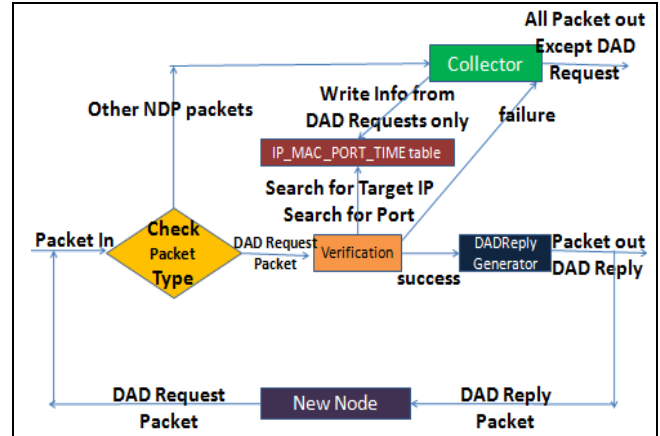 All Packet out
Except DAD
Request
Collector
Other NDP packets
Write Info from
DAD Requests only
failure
IP_MAC_PORT_TIME table
Search for Target IP
Search for Port
Packet In
Check
Packet
Type
DAD Request
Packet
Verification
success
DADReply
Generator
Packet out
DAD Reply
DAD Request
Packet
New Node
DAD Reply
Packet